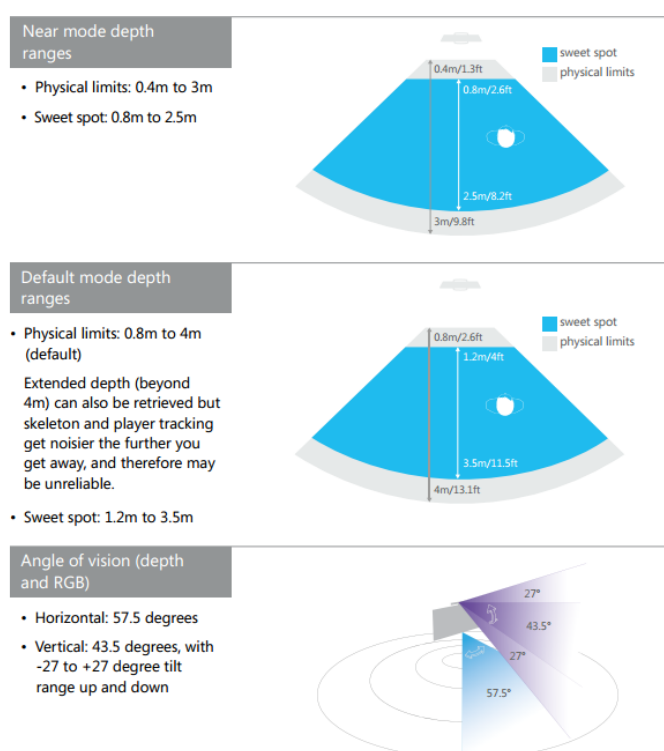 Near mode depth
ranges
• Physical limits: 0.4m to 3m
• Sweet spot: 0.8m to 2.5m
sweet spot
physical limits
0.4m/1.3ft
0.8m/2.6ft
2.5m/8.2ft
3m/9.8ft
Default mode depth
ranges
• Physical limits: 0.8m to 4m
(default)
Extended depth (beyond
4m) can also be retrieved but
skeleton and player tracking
get noisier the further you
get away, and therefore may
be unreliable.
• Sweet spot: 1.2m to 3.5m
sweet spot
physical limits
0.8m/2.6ft
1.2m/4ft
3.5m/11.5ft
4m/13.1ft
Angle of vision (depth
and RGB)
• Horizontal: 57.5 degrees
• Vertical: 43.5 degrees, with
-27 to +27 degree tilt
range up and down
27°
43.5°
27°
57.5°